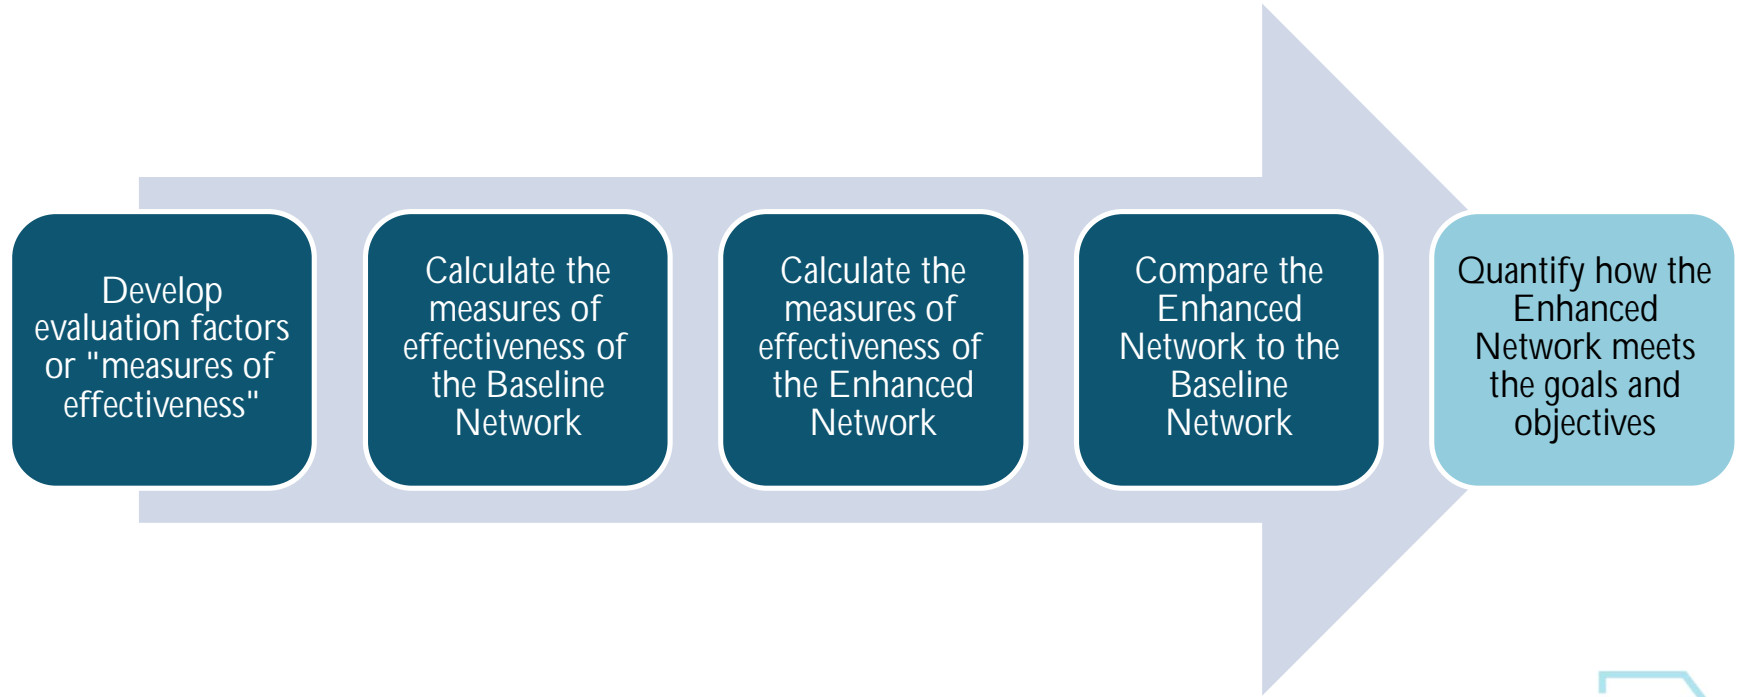 Develop
evaluation factors
or "measures of
effectiveness"
Calculate the
measures of
effectiveness of
the Baseline
Network
Calculate the
measures of
effectiveness of
the Enhanced
Network
Compare the
Enhanced
Network to the
Baseline
Network
Quantify how the
Enhanced
Network meets
the goals and
objectives